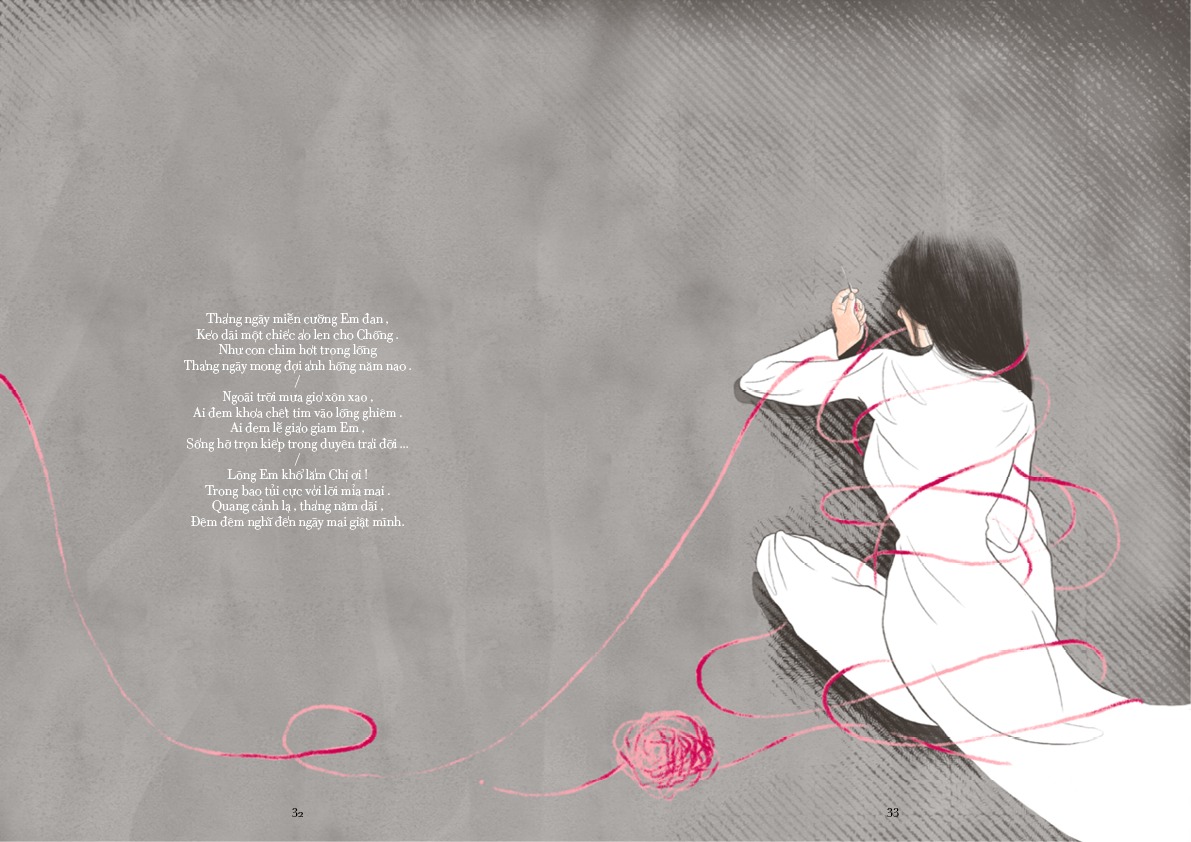 Tháng ngày miễn cưỡng Em đan ,
Kéo dài một chiếc áo len cho Chồng .
Như con chim hót trong lồng
Tháng ngày mong đợi ánh hồng năm nao .
/
Ngoài trời mưa gió xôn xao ,
Ai đem khóa chết tim vào lồng ghiêm .
Ai đem lễ giáo giam Em ,
Sống hờ trọn kiếp trong duyên trái đời ...
/
Lòng Em khổ lắm Chị ơi !
Trong bao tủi cực với lời mỉa mai .
Quang cảnh lạ , tháng năm dài ,
Đêm đêm nghĩ đến ngày mai giật mình.
32
33